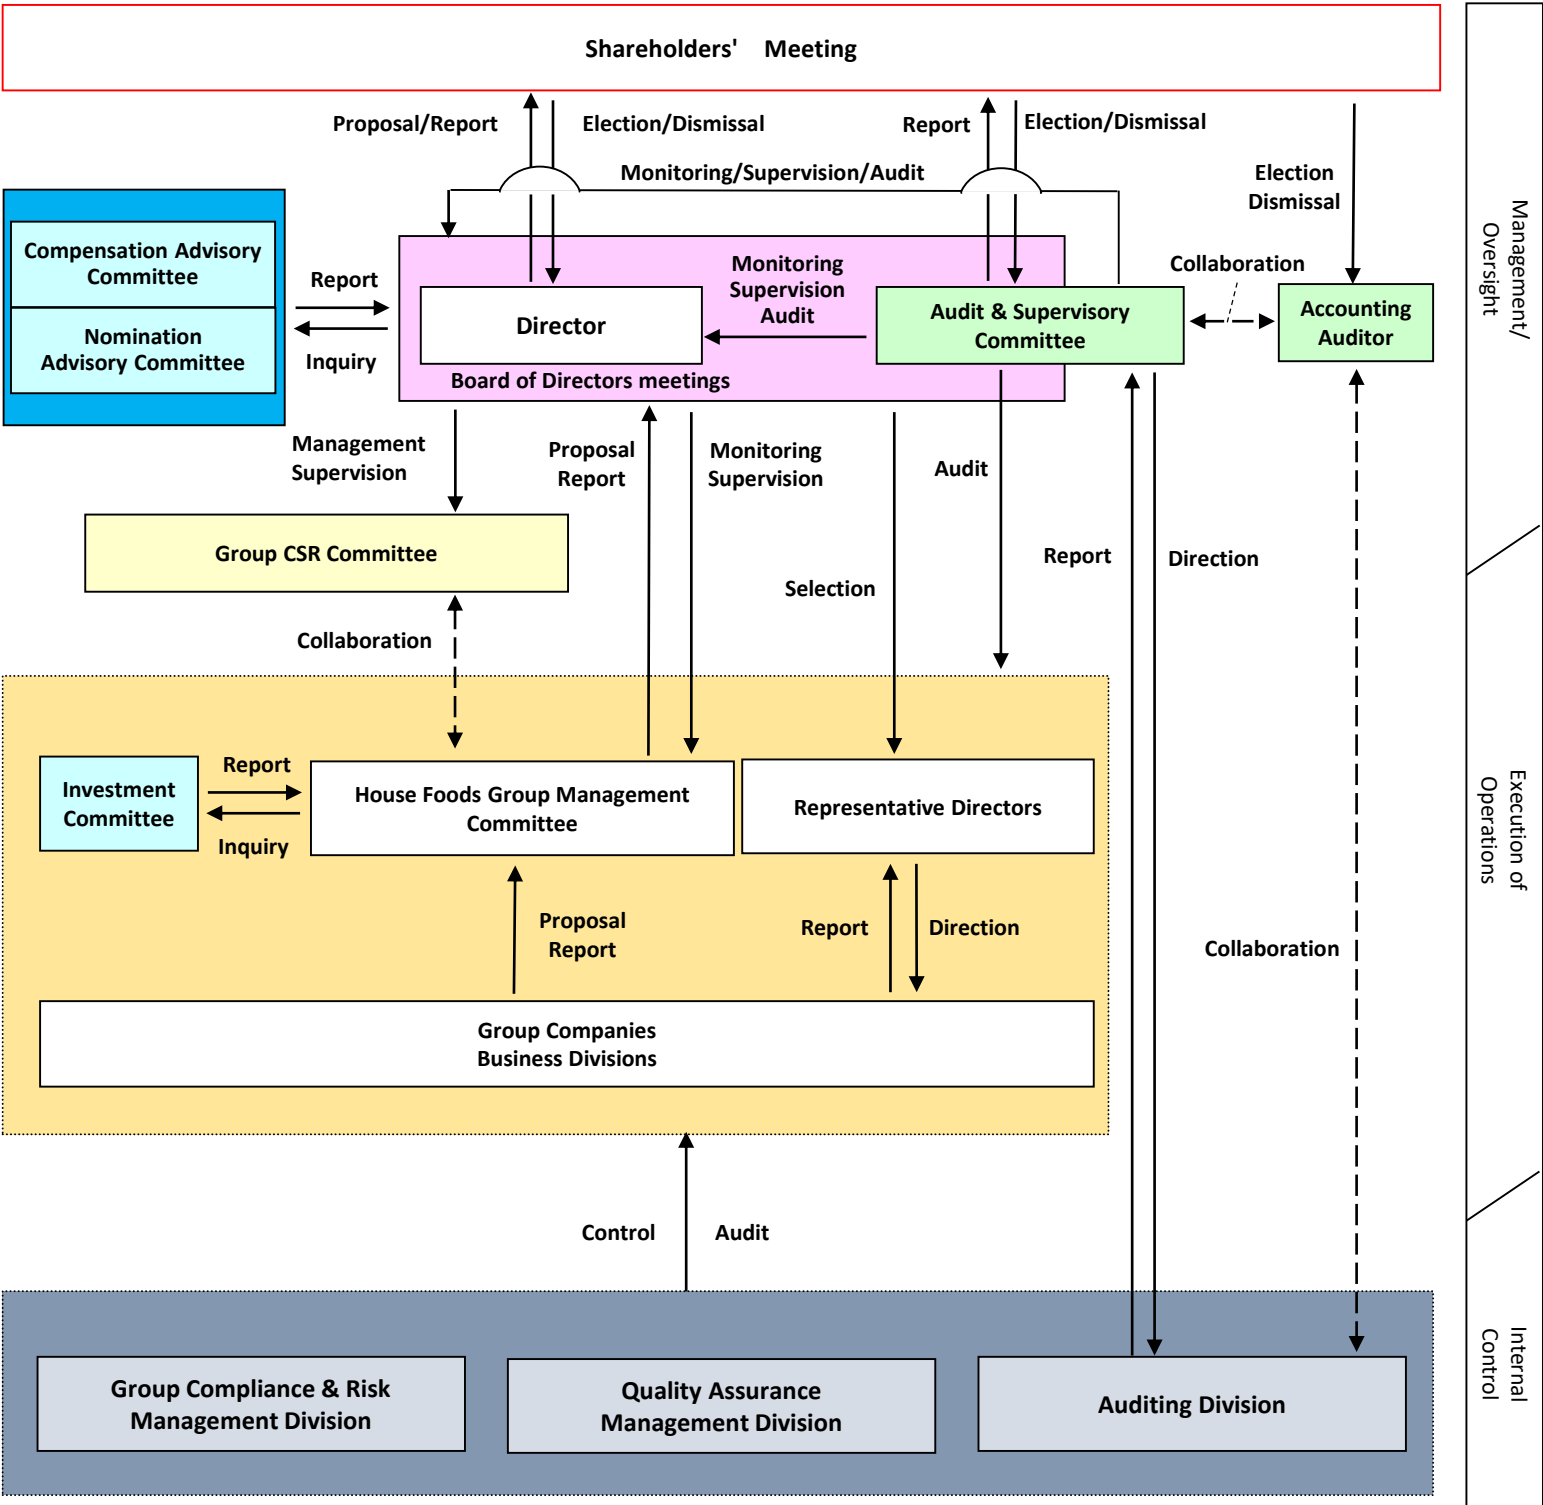 Shareholders' Meeting
Proposal/Report
Election/Dismissal
Report
Election/Dismissal
Monitoring/Supervision/Audit
Election
Dismissal
Compensation Advisory
Committee
Nomination
Advisory Committee
Report
Inquiry
Monitoring
Supervision
Audit
Director
Board of Directors meetings
Audit & Supervisory
Committee
Collaboration
Accounting
Auditor
Management/
Oversight
Management
Supervision
Proposal
Report
Monitoring
Supervision
Audit
Group CSR Committee
Selection
Report
Direction
Collaboration
Investment
Committee
Report
Inquiry
House Foods Group Management
Committee
Representative Directors
Execution of
Operations
Proposal
Report
Report
Direction
Collaboration
Group Companies
Business Divisions
Control
Audit
Group Compliance & Risk
Management Division
Quality Assurance
Management Division
Auditing Division
Internal
Control